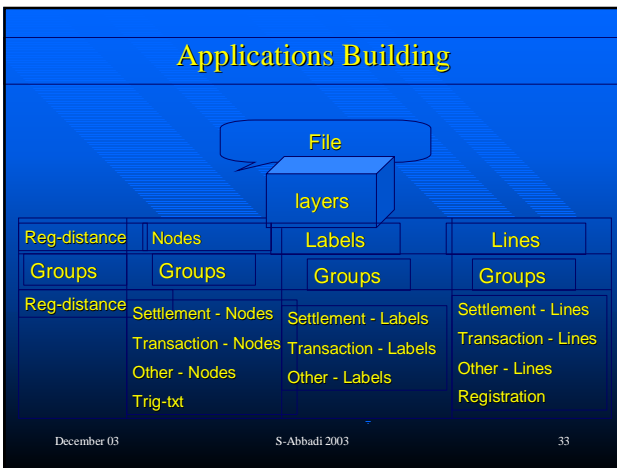 Applications Building
File
layers
Reg-distance Nodes Labels Lines
Groups Groups Groups Groups
Reg-distance
Settlement - Nodes
Transaction - Nodes
Other - Nodes
Trig-txt
Settlement - Labels
Transaction - Labels
Other - Labels
Settlement - Lines
Transaction - Lines
Other - Lines
Registration
December 03 S-Abbadi 2003 33